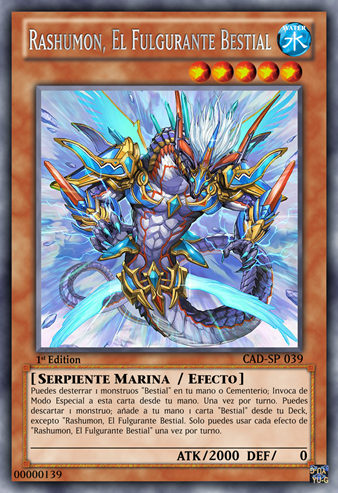 Rashumon, El Fulgurante Bestial
WATER
水
1st Edition
CAD-SP 039
[ Serpiente Marina / Efecto]
Puedes desterrar 1 monstruos "Bestial" en tu mano o Cementerio; Invoca de
Modo Especial a esta carta desde tu mano. Una vez por turno. Puedes
descartar 1 monstruo; añade a tu mano 1 carta "Bestial" desde tu Deck,
excepto "Rashumon, El Fulgurante Bestial. Solo puedes usar cada efecto de
"Rashumon, El Fulgurante Bestial" una vez por turno.
ATK/2000 DEF/ 0
00000139